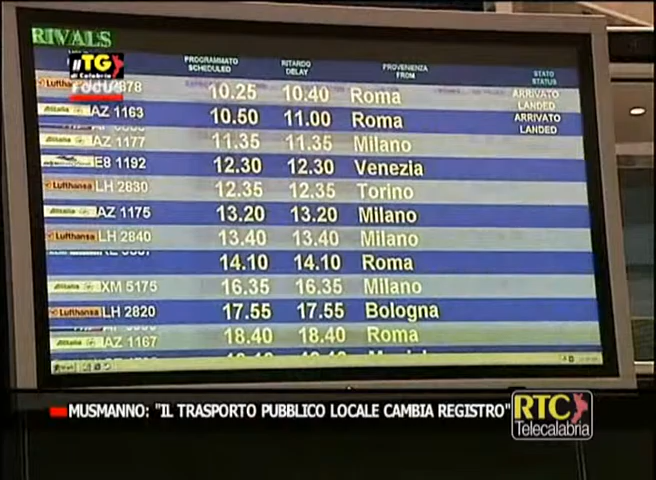 RIVALS
il TG
di Calabria
PROGRAMMATO
SCHEDULED
RITARDO
DELAY
PROVENIENZA
FROM
STATO
STATUS
Lufthansa 878 10.25 10.40 Roma ARRIVATO LANDED
Alitalia AZ 1163 10.50 11.00 Roma ARRIVATO LANDED
Alitalia AZ 1177 11.35 11.35 Milano
E8 1192 12.30 12.30 Venezia
Lufthansa LH 2830 12.35 12.35 Torino
Alitalia AZ 1175 13.20 13.20 Milano
Lufthansa LH 2840 13.40 13.40 Milano
14.10 14.10 Roma
Alitalia XM 5175 16.35 16.35 Milano
Lufthansa LH 2820 17.55 17.55 Bologna
Alitalia AZ 1167 18.40 18.40 Roma
MUSMANNO: "IL TRASPORTO PUBBLICO LOCALE CAMBIA REGISTRO"
RTC
Telecalabria